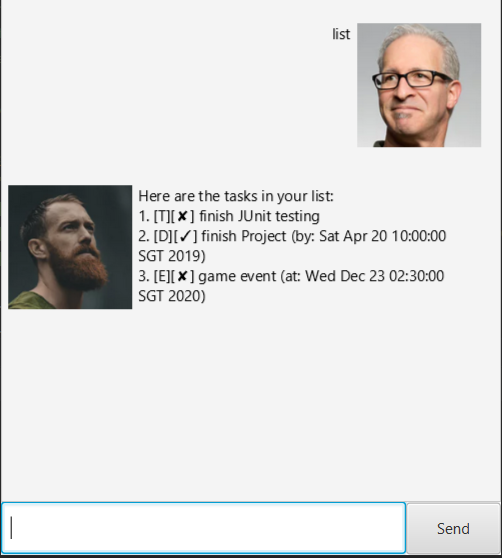 list
Here are the tasks in your list:
1. [T][✘] finish JUnit testing
2. [D][✓] finish Project (by: Sat Apr 20 10:00:00
SGT 2019)
3. [E][✘] game event (at: Wed Dec 23 02:30:00
SGT 2020)
Send